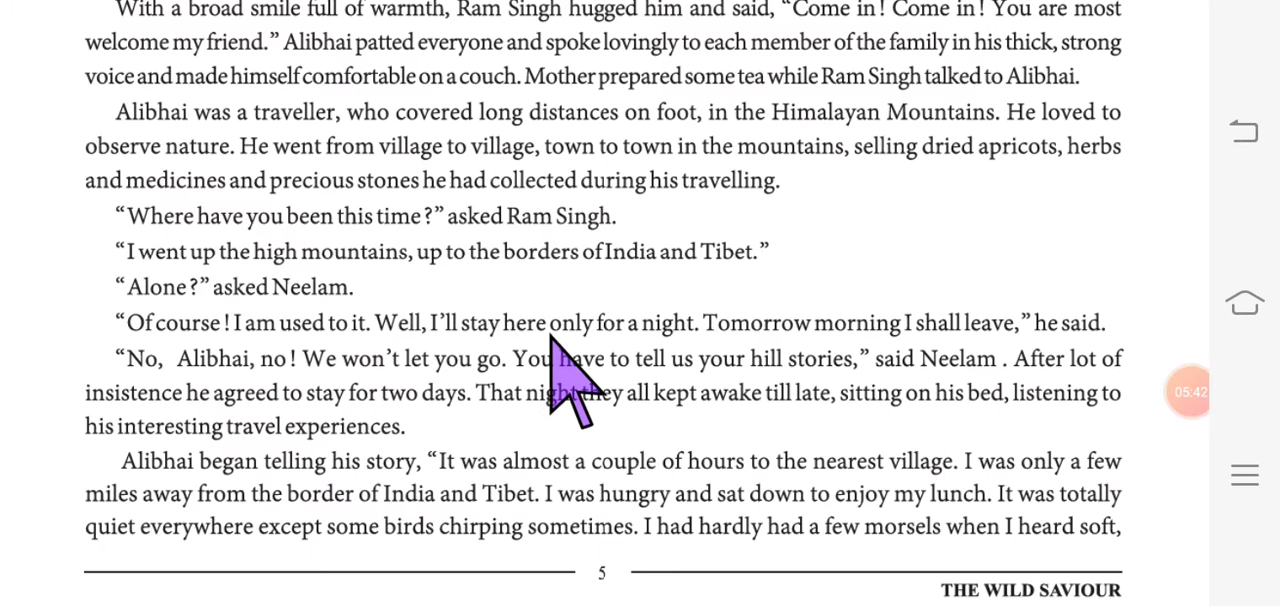 With a broad smile full of warmth, Ram Singh hugged him and said, “Come in! Come in! You are most
welcome my friend.” Alibhai patted everyone and spoke lovingly to each member of the family in his thick, strong
voice and made himself comfortable on a couch. Mother prepared some tea while Ram Singh talked to Alibhai.
Alibhai was a traveller, who covered long distances on foot, in the Himalayan Mountains. He loved to
observe nature. He went from village to village, town to town in the mountains, selling dried apricots, herbs
and medicines and precious stones he had collected during his travelling.
“Where have you been this time?” asked Ram Singh.
“I went up the high mountains, up to the borders of India and Tibet.”
“Alone?” asked Neelam.
“Of course! I am used to it. Well, I’ll stay here only for a night. Tomorrow morning I shall leave,” he said.
“No, Alibhai, no! We won’t let you go. You have to tell us your hill stories,” said Neelam . After lot of
insistence he agreed to stay for two days. That night they all kept awake till late, sitting on his bed, listening to
his interesting travel experiences.
Alibhai began telling his story, “It was almost a couple of hours to the nearest village. I was only a few
miles away from the border of India and Tibet. I was hungry and sat down to enjoy my lunch. It was totally
quiet everywhere except some birds chirping sometimes. I had hardly had a few morsels when I heard soft,
5
THE WILD SAVIOUR
05:42